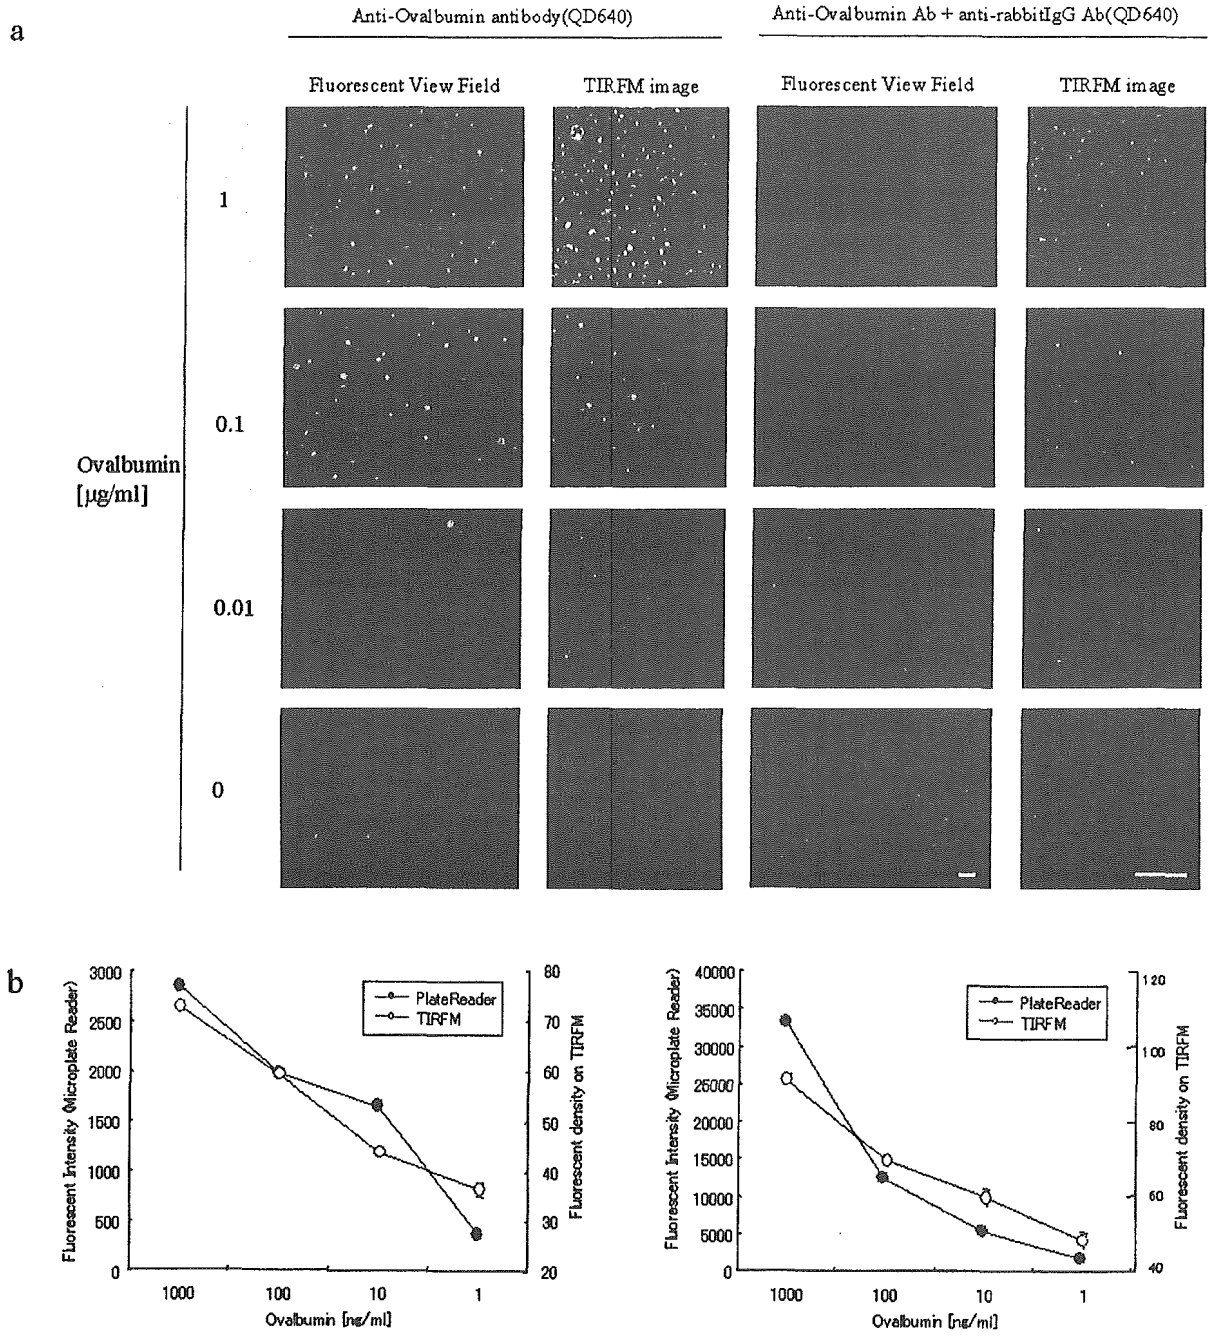 a
Anti-Ovalbumin antibody(QD640)
Anti-Ovalbumin Ab + anti-rabbitIgG Ab(QD640)
Fluorescent View Field
TIRFM image
Fluorescent View Field
TIRFM image
1
0.1
Ovalbumin
[µg/ml]
0.01
0
b
Fluorescent Intensity (Microplate Reader)
3000
2500
2000
1500
1000
500
0
PlateReader
TIRFM
80
70
60
50
40
30
20
Fluorescent density on TIRFM
1000
100
10
1
Ovalbumin [ng/ml]
Fluorescent Intensity (Microplate Reader)
40000
35000
30000
25000
20000
15000
10000
5000
0
PlateReader
TIRFM
120
100
80
60
40
Fluorescent density on TIRFM
1000
100
10
1
Ovalbumin [ng/ml]